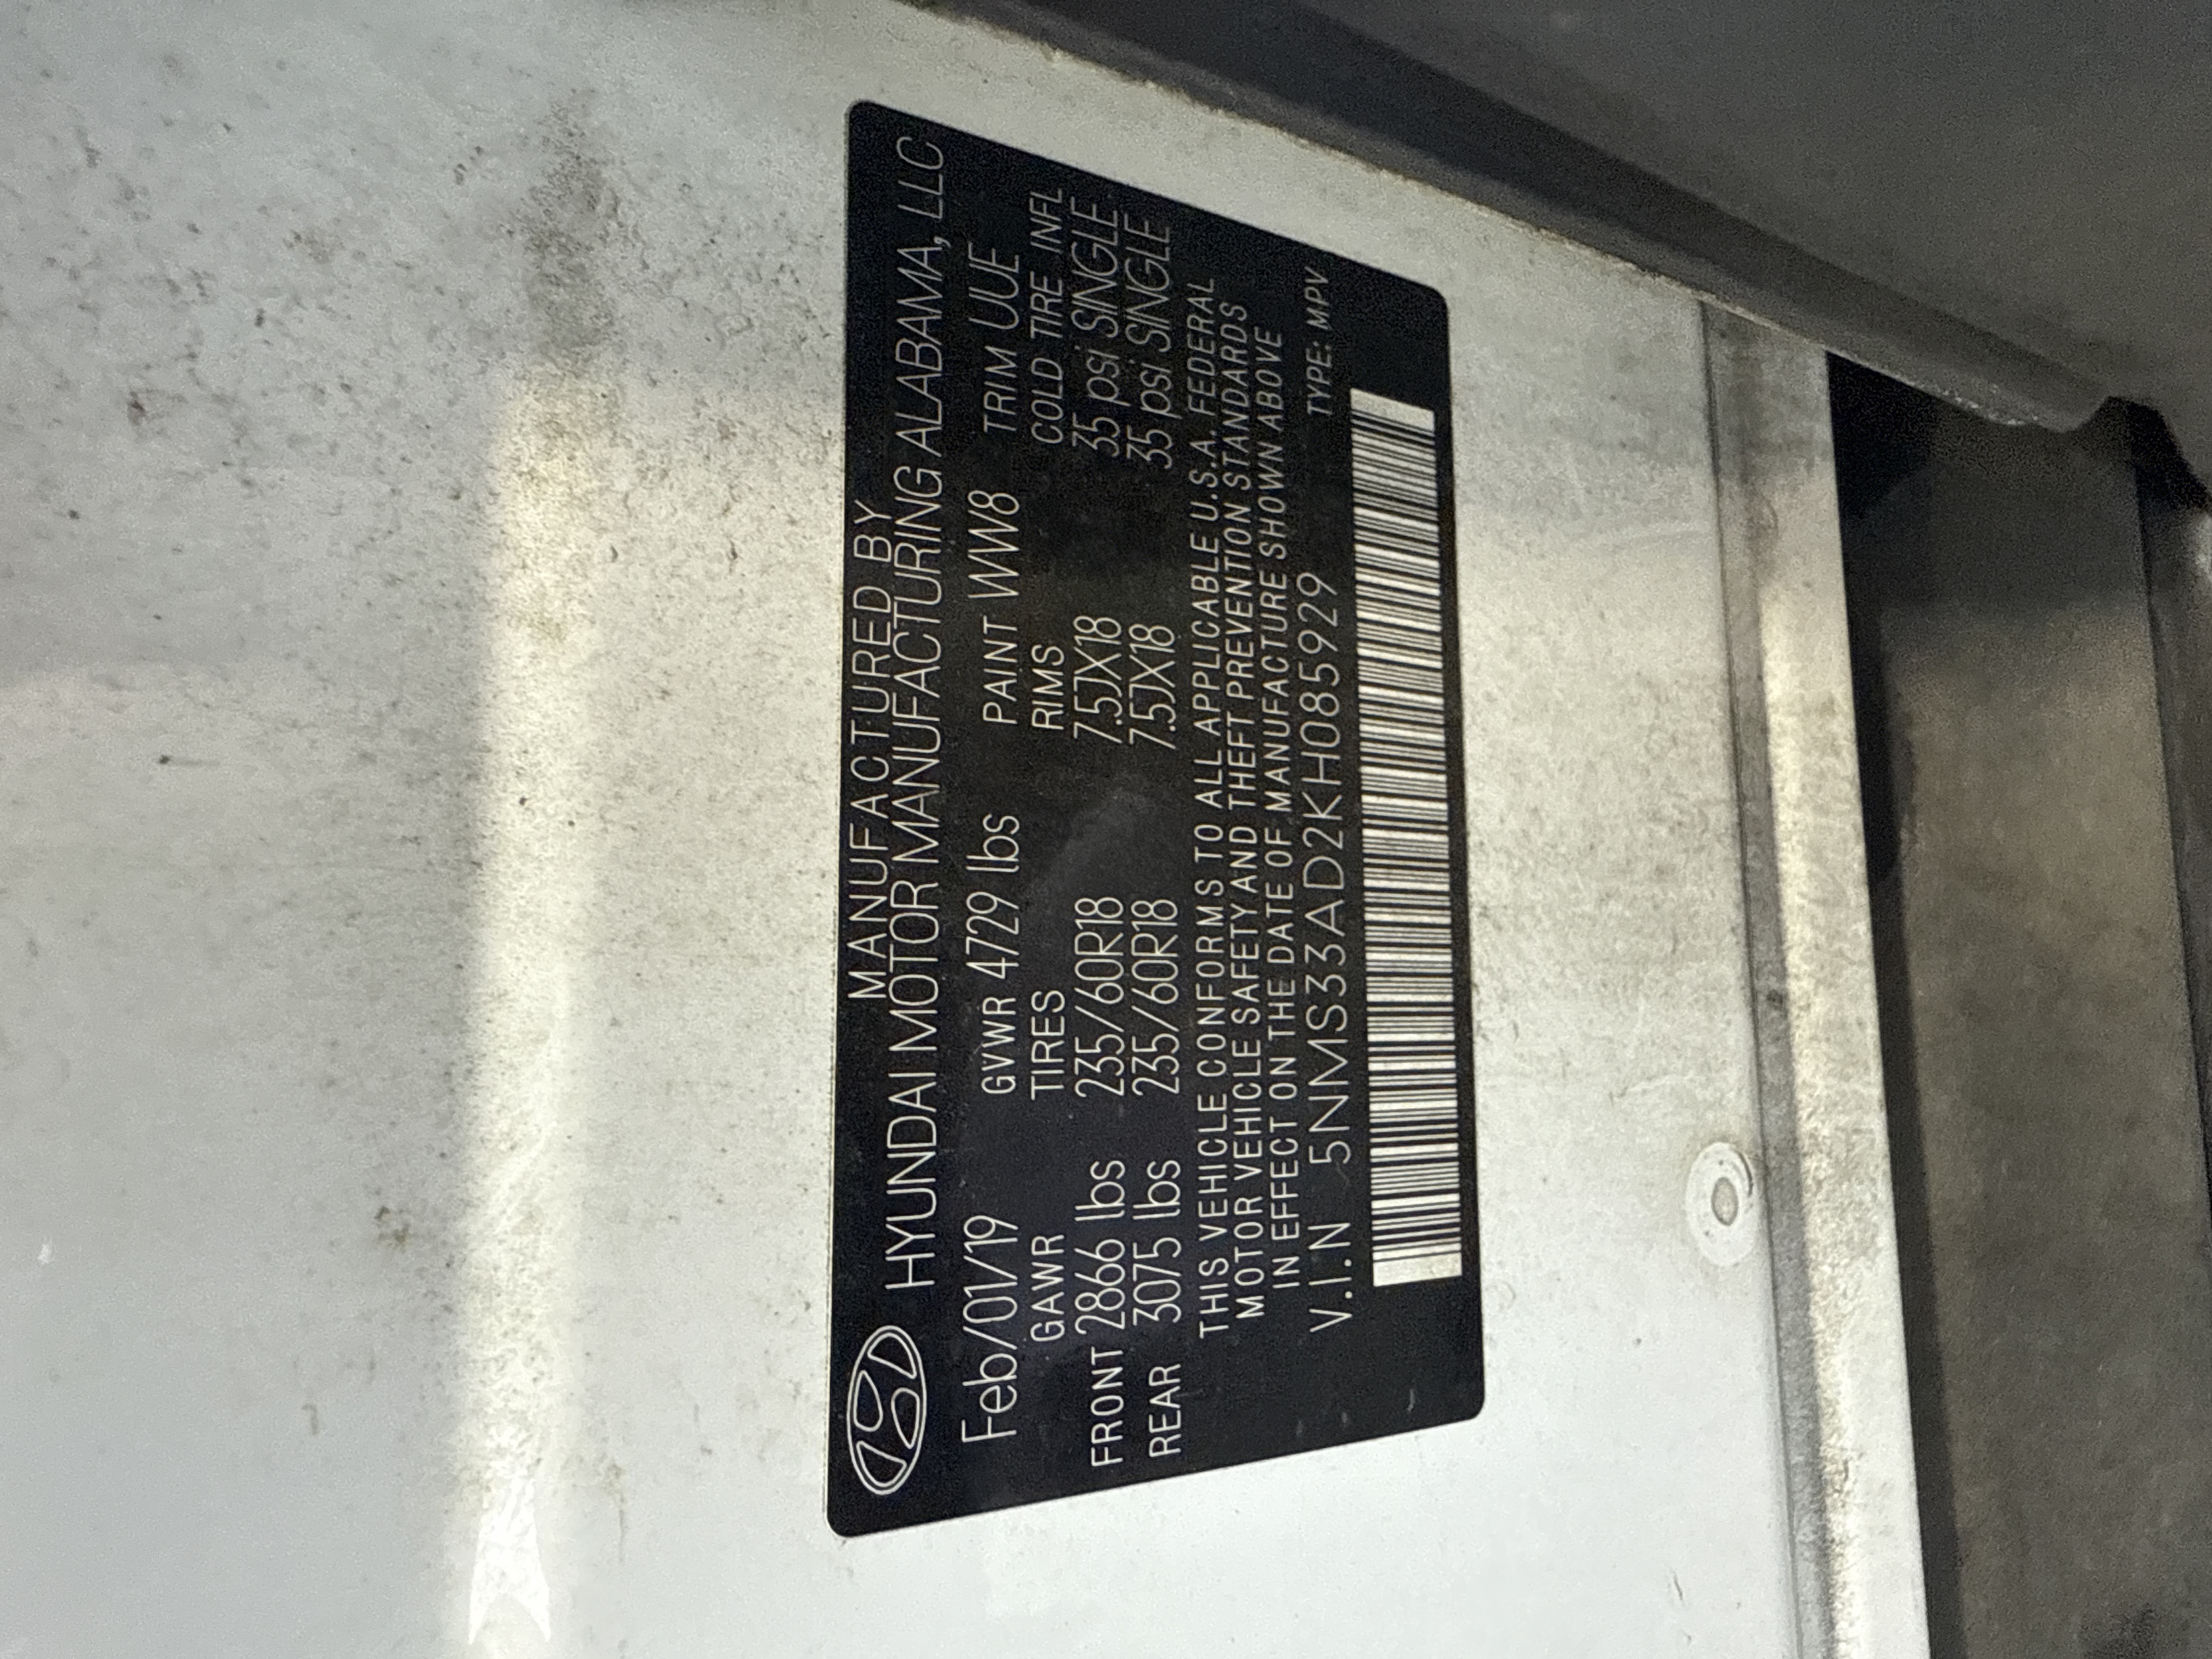 MANUFACTURED BY
HYUNDAI MOTOR MANUFACTURING ALABAMA, LLC
Feb/01/19 GVWR 4729 lbs PAINT WW8 TRIM UUE
GAWR TIRES RIMS COLD TIRE INFL
FRONT 2866 lbs 235/60R18 7.5JX18 35 psi SINGLE
REAR 3075 lbs 235/60R18 7.5JX18 35 psi SINGLE
THIS VEHICLE CONFORMS TO ALL APPLICABLE U.S.A. FEDERAL
MOTOR VEHICLE SAFETY AND THEFT PREVENTION STANDARDS
IN EFFECT ON THE DATE OF MANUFACTURE SHOWN ABOVE
V.I.N 5NMS33AD2KH085929 TYPE: MPV